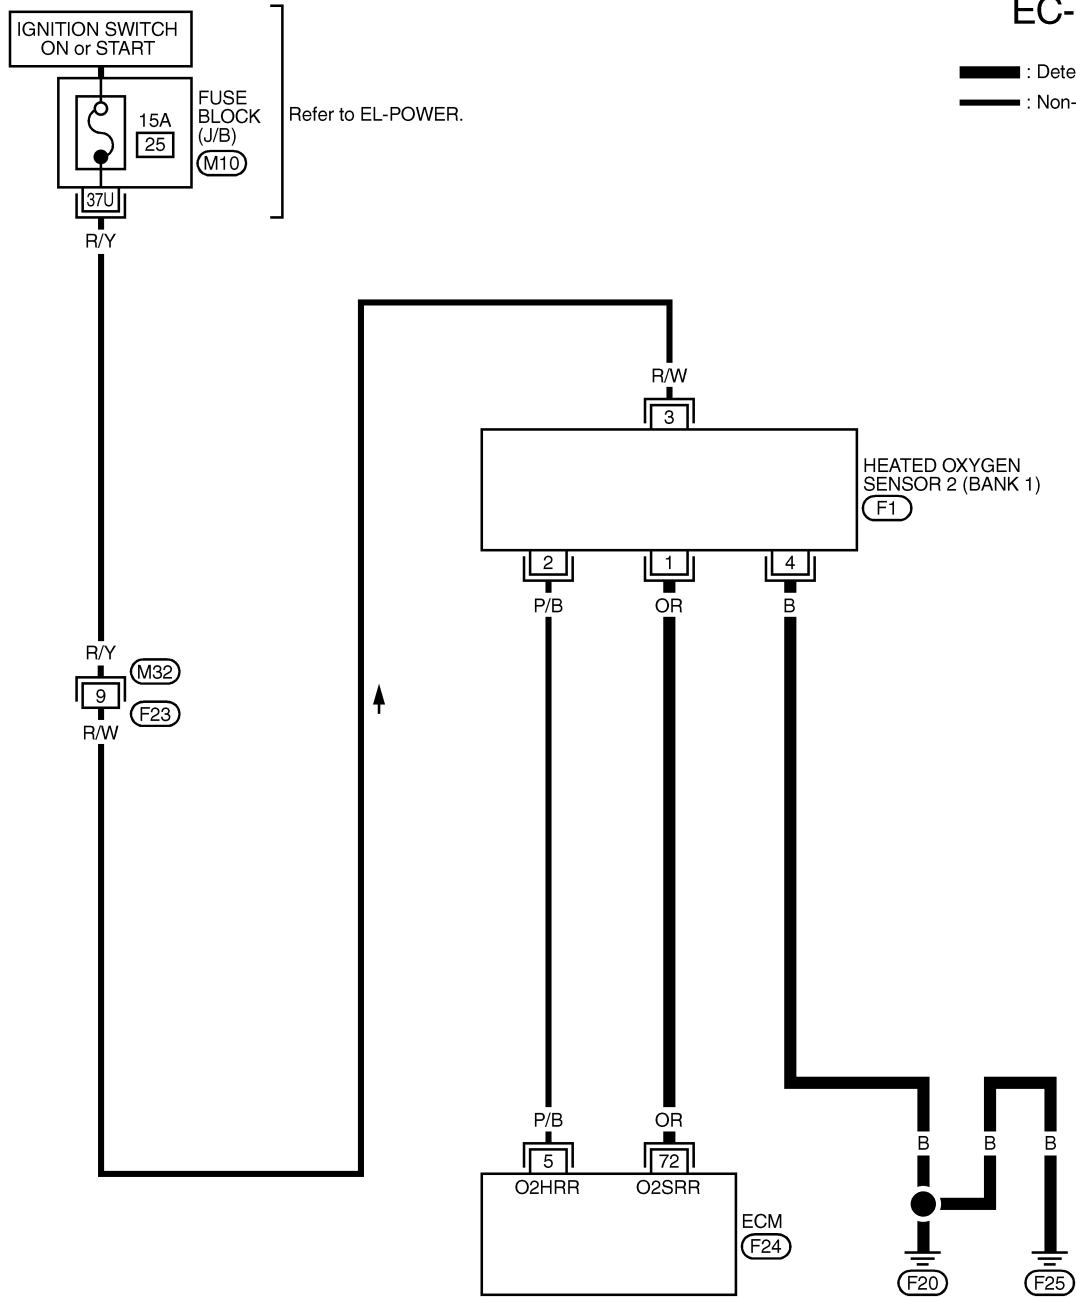 EC-
IGNITION SWITCH
ON or START
: Dete
: Non-
FUSE
BLOCK
(J/B)
M10
15A
25
Refer to EL-POWER.
37U
R/Y
R/W
3
HEATED OXYGEN
SENSOR 2 (BANK 1)
F1
2
1
4
P/B
OR
B
R/Y
M32
9
F23
R/W
P/B
OR
B
B
B
5
72
O2HRR
O2SRR
ECM
F24
F20
F25